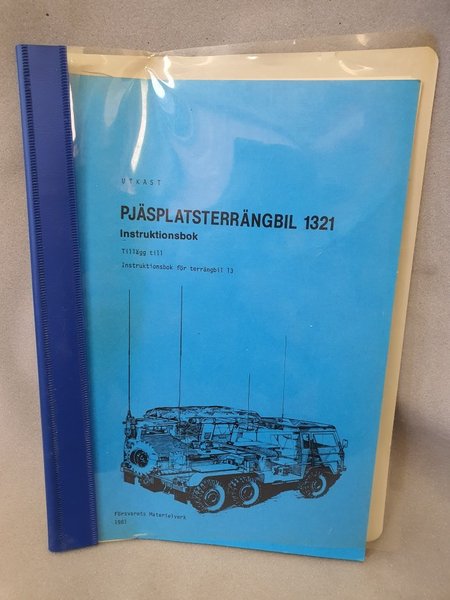 UTKAST
PJÄSPLATSTERRÄNGBIL 1321
Instruktionsbok
Tillägg till
Instruktionsbok för terrängbil 13
Försvarets Materielverk
1981